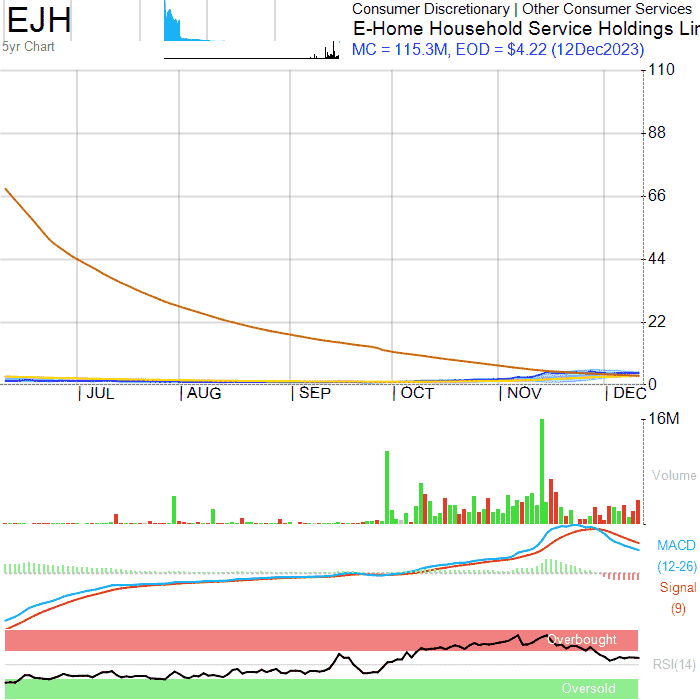 EJH
5yr Chart
Consumer Discretionary | Other Consumer Services
E-Home Household Service Holdings Lir
MC = 115.3M, EOD = $4.22 (12Dec2023)
110
88
66
44
22
0
| JUL | AUG | SEP | OCT | NOV | DEC
16M
Volume
MACD
(12-26)
Signal
(9)
Overbought
RSI(14)
Oversold